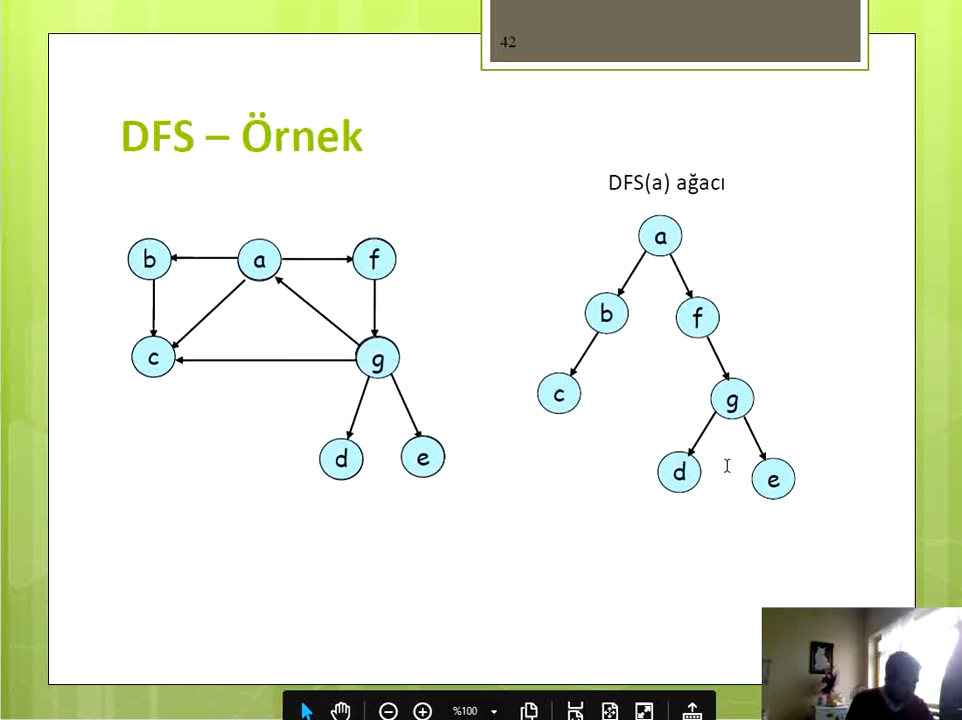 42
DFS – Örnek
DFS(a) ağacı
b a f
c g
d e
a
b f
c g
d e
%100